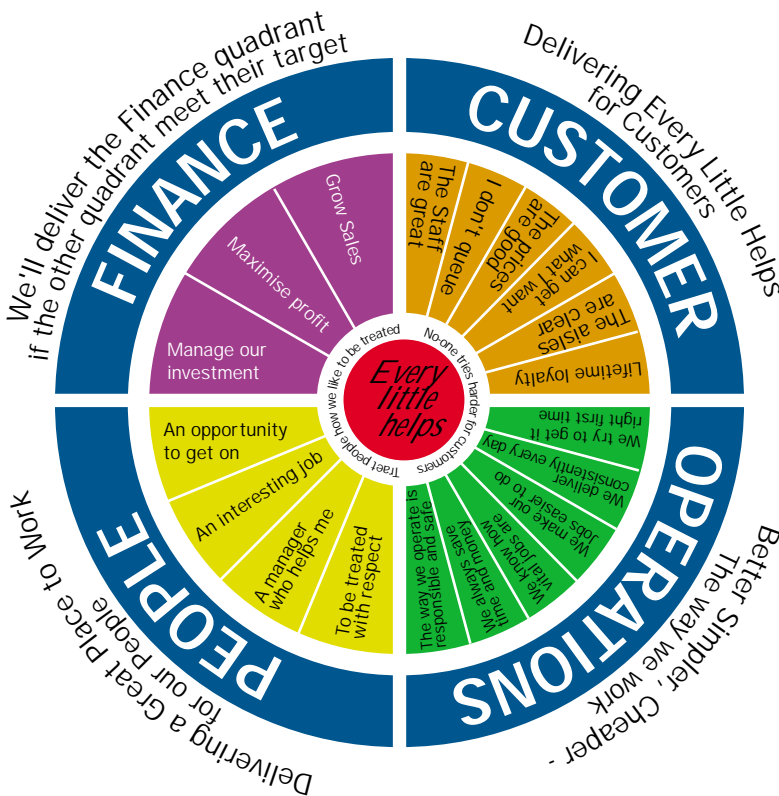 We'll deliver the Finance quadrant
if the other quadrant meet their target
FINANCE
Grow Sales
Maximise profit
Manage our
investment
Delivering Every Little Helps
for Customers
CUSTOMER
The Staff
are great
I don't queue
The prices
are good
I can get
what I want
The aisles
are clear
Lifetime loyalty
Every
little
helps
Traet people how we like to be treated
No-one tries harder for customers
PEOPLE
Delivering a Great Place to Work
for our People
An opportunity
to get on
An interesting job
A manager
who helps me
To be treated
with respect
OPERATIONS
Better Simpler, Cheaper -
The way we work
We try to get it
right first time
We deliver
consistently every day
We make our
Jobs easier to do
We know how
vital jobs are
We always save
time and money
The way we operate is
responsible and safe